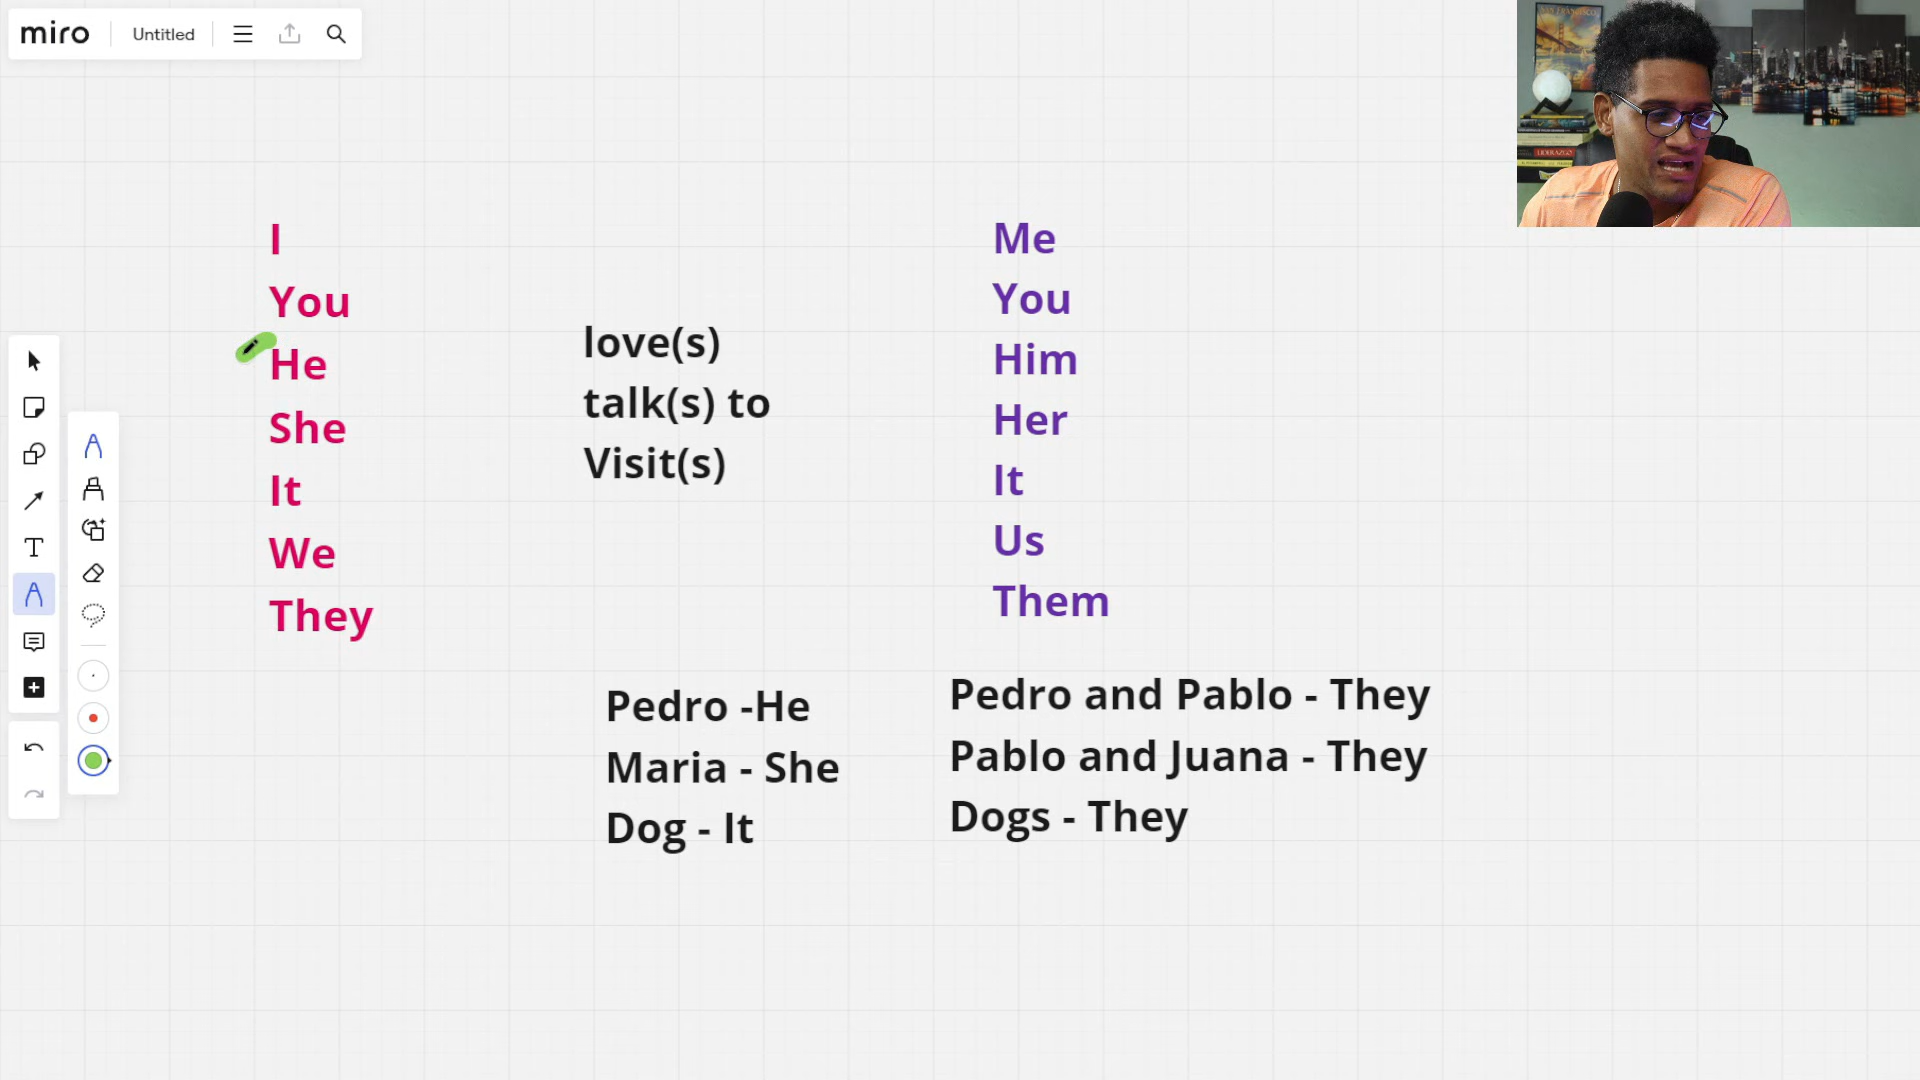 miro
Untitled
I
You
He
She
It
We
They
love(s)
talk(s) to
Visit(s)
Me
You
Him
Her
It
Us
Them
Pedro -He
Maria - She
Dog - It
Pedro and Pablo - They
Pablo and Juana - They
Dogs - They
LIDERAZGO